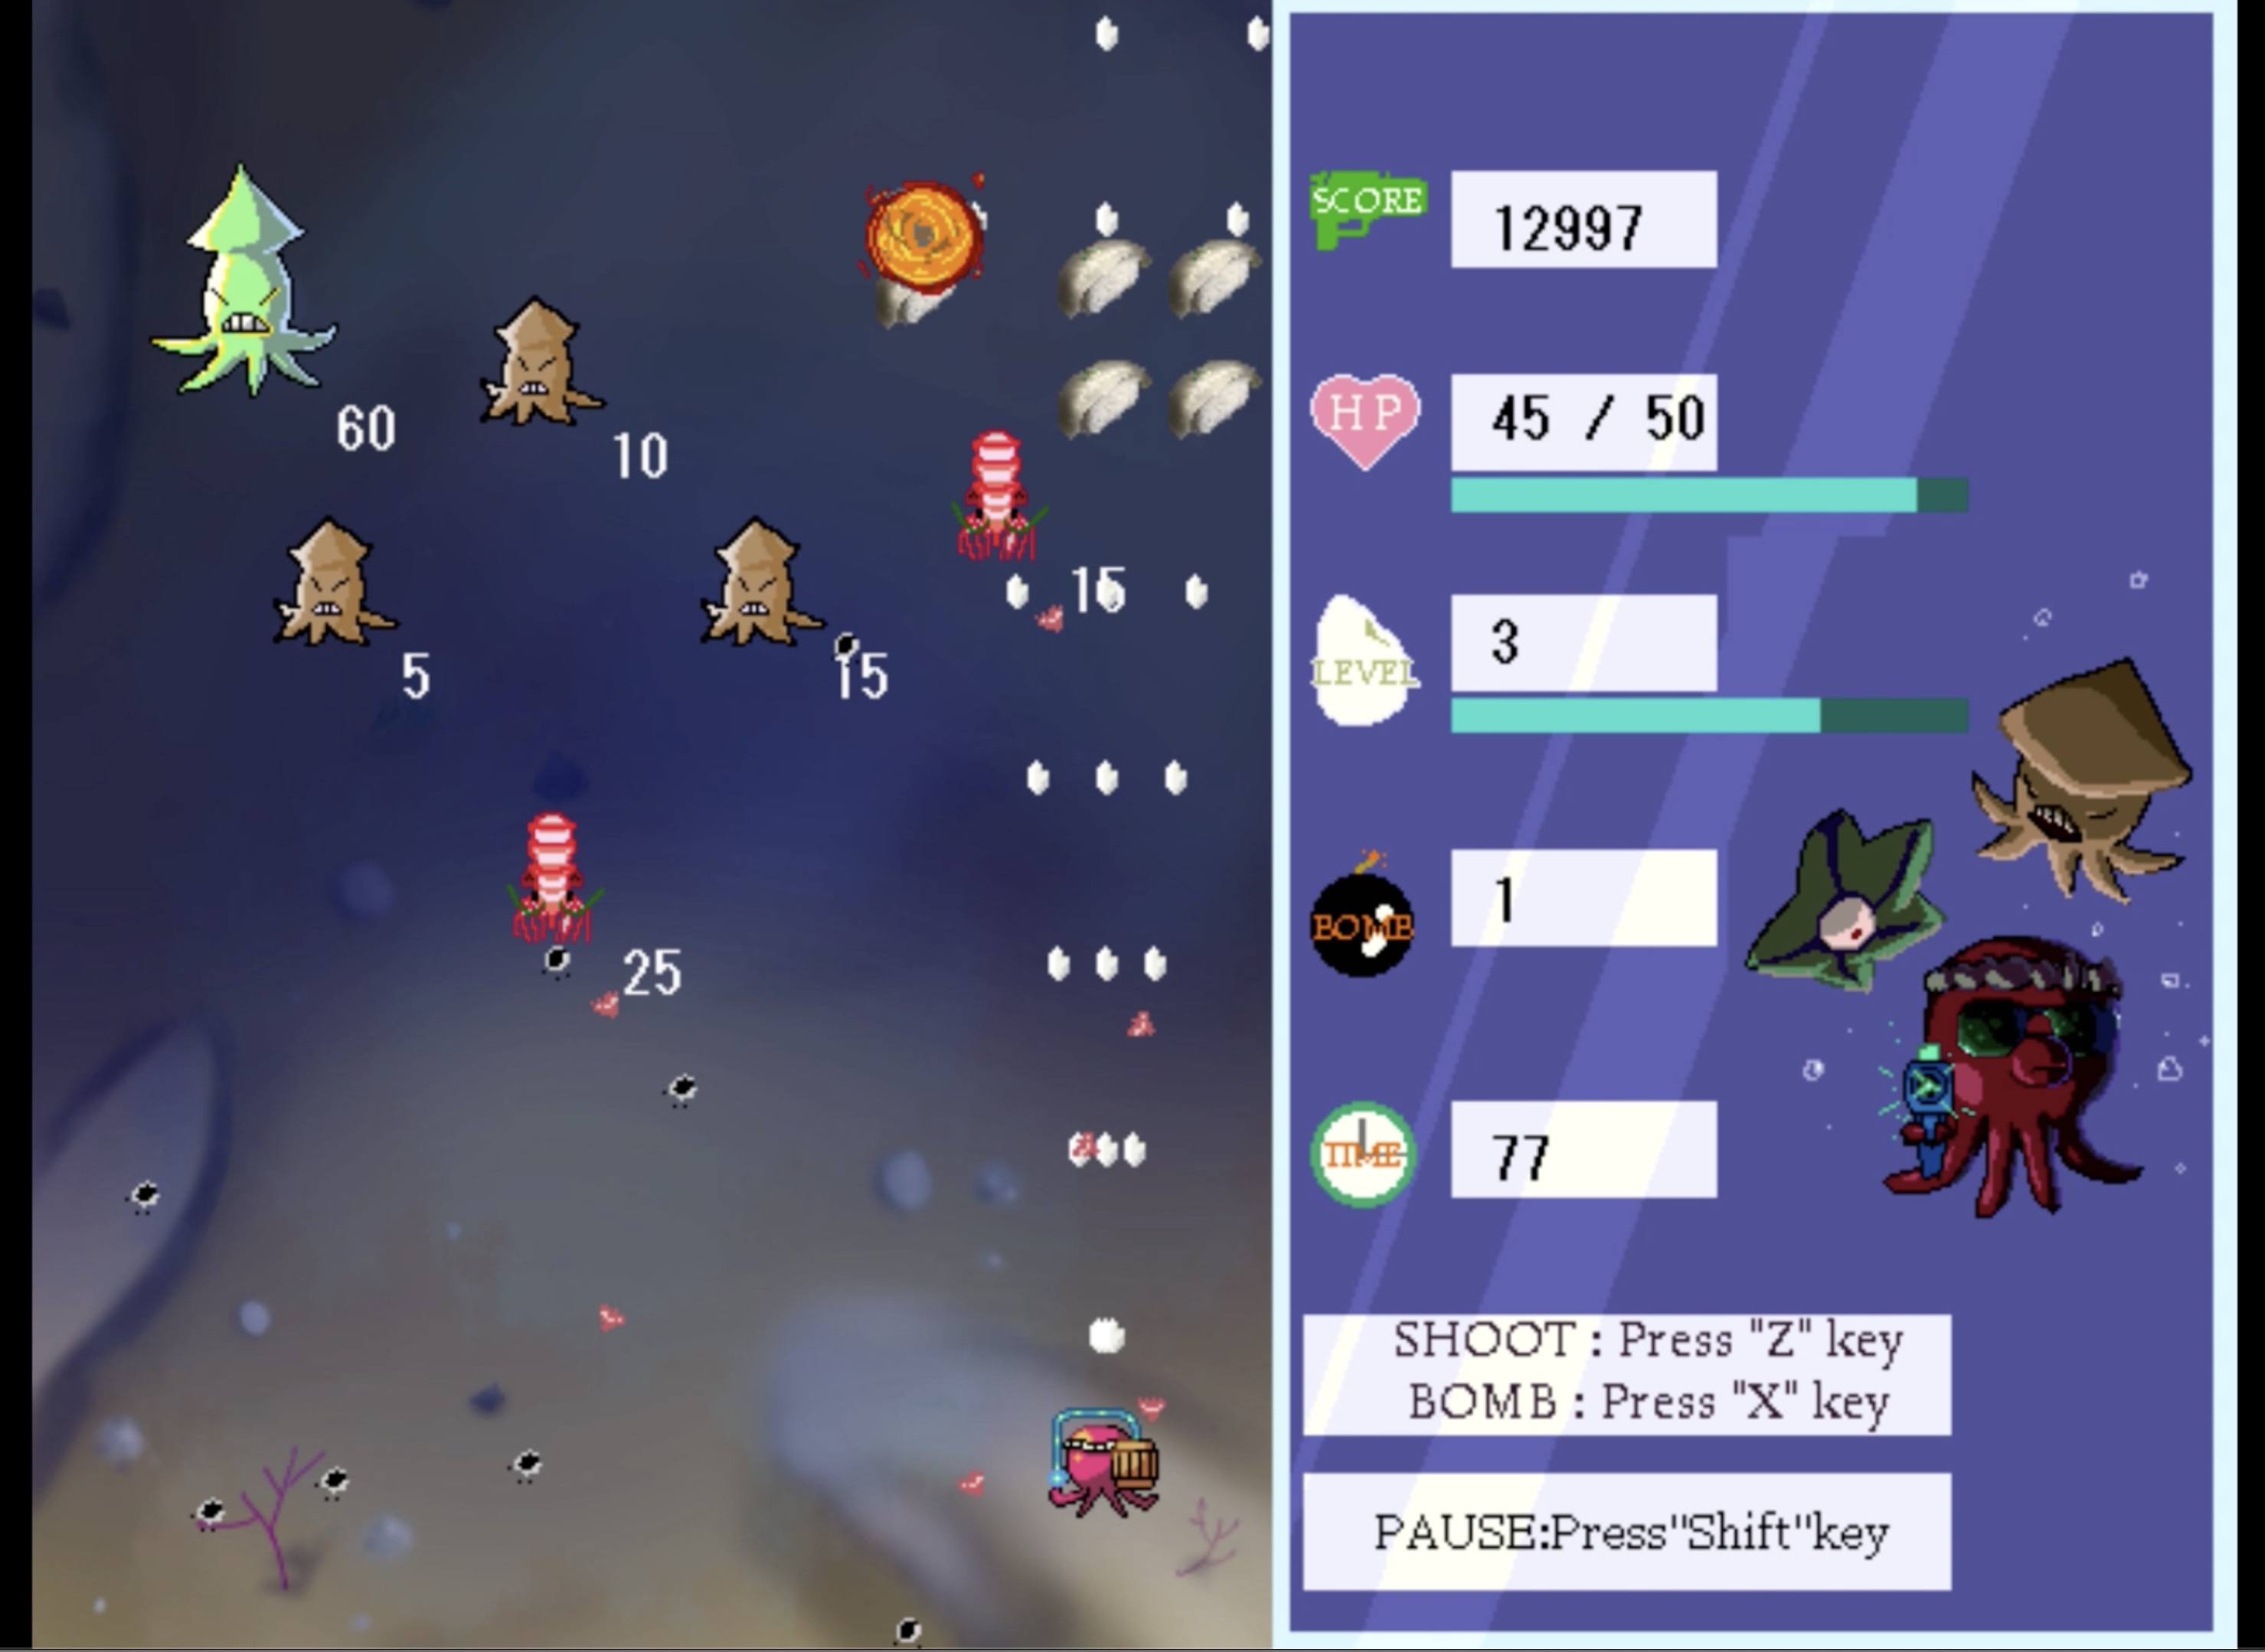 60
10
5
15
15
25
SCORE
12997
HP
45 / 50
LEVEL
3
BOMB
1
TIME
77
SHOOT : Press "Z" key
BOMB : Press "X" key
PAUSE:Press"Shift"key